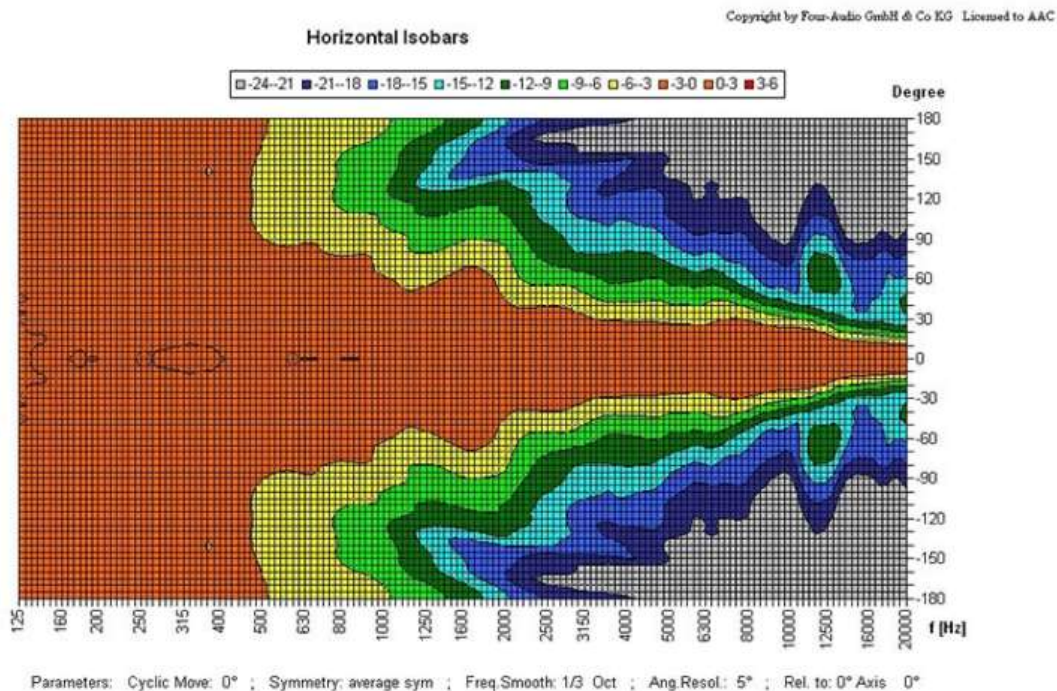 Copyright by Four-Audio GmbH & Co KG Licensed to AAC
Horizontal Isobars
-24--21 -21--18 -18--15 -15--12 -12--9 -9--6 -6--3 -3-0 0-3 3-6
Degree
180
150
120
90
60
30
0
-30
-60
-90
-120
-150
-180
125 160 200 250 315 400 500 630 800 1000 1250 1600 2000 2500 3150 4000 5000 6300 8000 10000 12500 16000 20000 f [Hz]
Parameters: Cyclic Move: 0° ; Symmetry: average sym ; Freq.Smooth: 1/3 Oct ; Ang.Resol.: 5° ; Rel. to: 0° Axis 0°